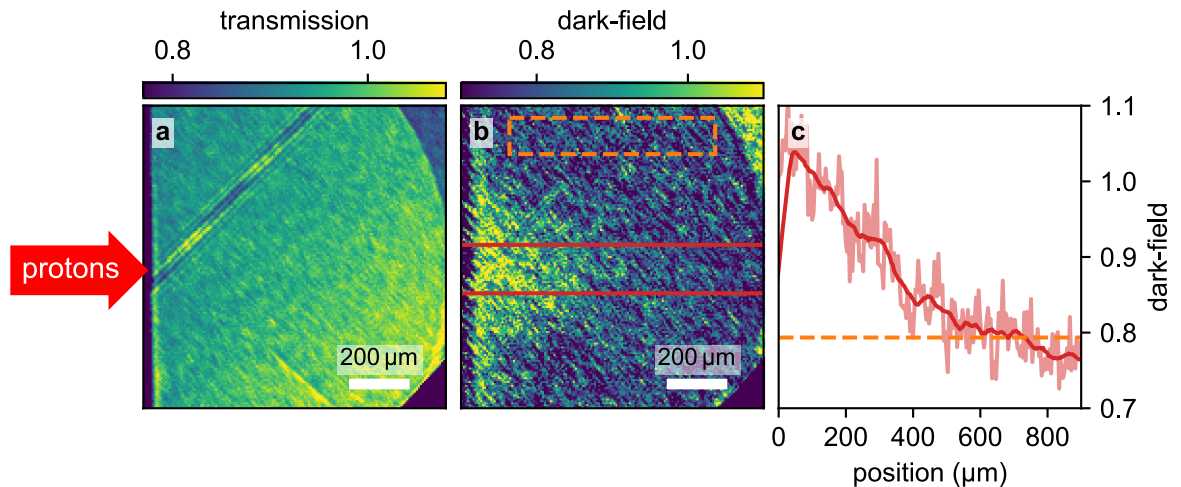 transmission
0.8 1.0
dark-field
0.8 1.0
a
protons
200 µm
b
200 µm
c
1.1
1.0
0.9
0.8
0.7
dark-field
0 200 400 600 800
position (µm)